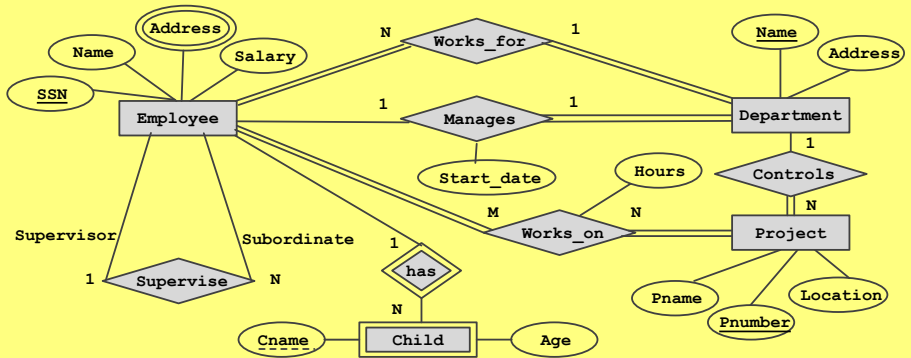 Address
Name
Salary
SSN
Employee
N
Works_for
1
Name
Address
Department
1
Manages
1
Start_date
1
Controls
N
Hours
M
Works_on
N
Project
Supervisor
Subordinate
1
Supervise
N
1
has
N
Cname
Child
Age
Pname
Pnumber
Location